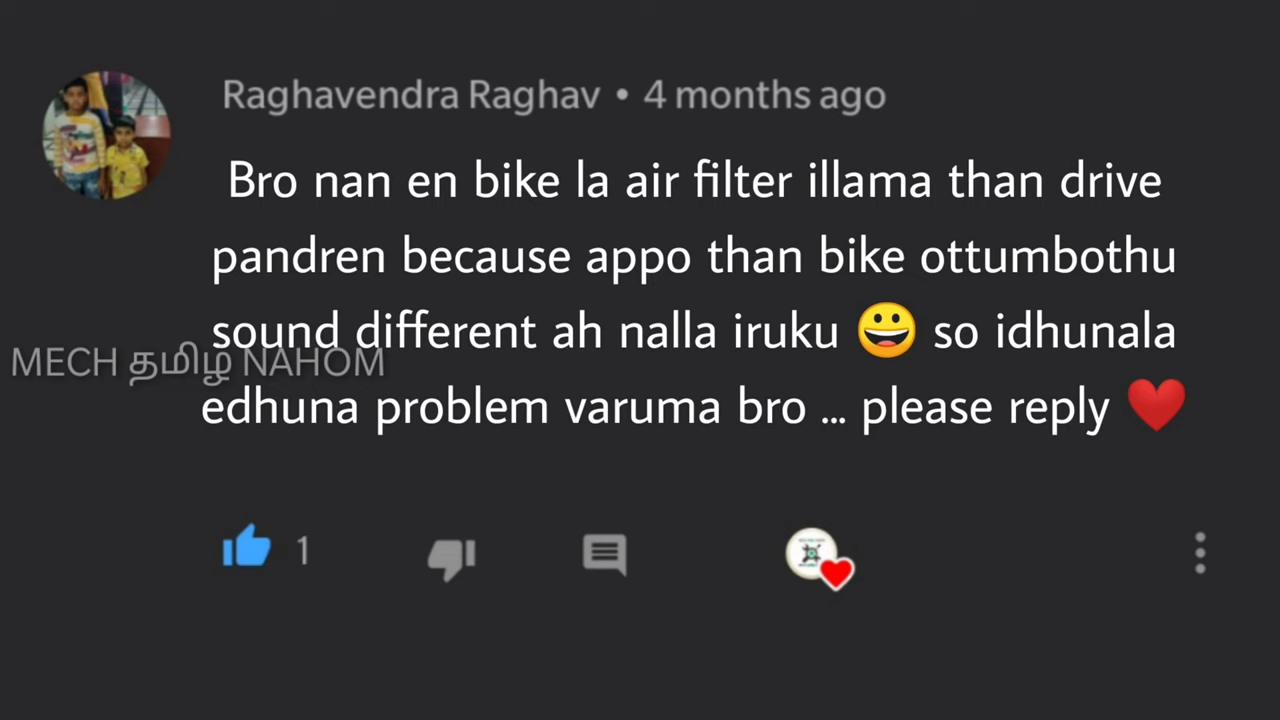 Raghavendra Raghav • 4 months ago
Bro nan en bike la air filter illama than drive
pandren because appo than bike ottumbothu
sound different ah nalla iruku 😀 so idhunala
MECH தமிழ் NAHOM
edhuna problem varuma bro ... please reply ❤️
1